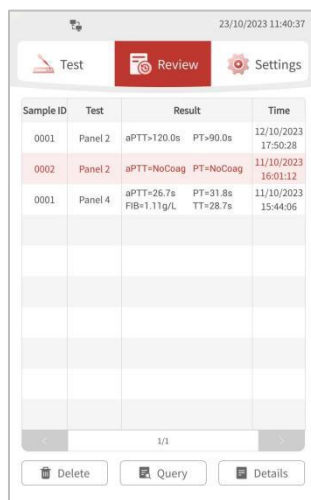 23/10/2023 11:40:37
Test Review Settings
Sample ID Test Result Time
0001 Panel 2 aPTT>120.0s PT>90.0s 12/10/2023 17:50:28
0002 Panel 2 aPTT=NoCoag PT=NoCoag 11/10/2023 16:01:12
0001 Panel 4 aPTT=26.7s PT=31.8s 11/10/2023
FIB=1.11g/L TT=28.7s 15:44:06
< 1/1 >
Delete Query Details